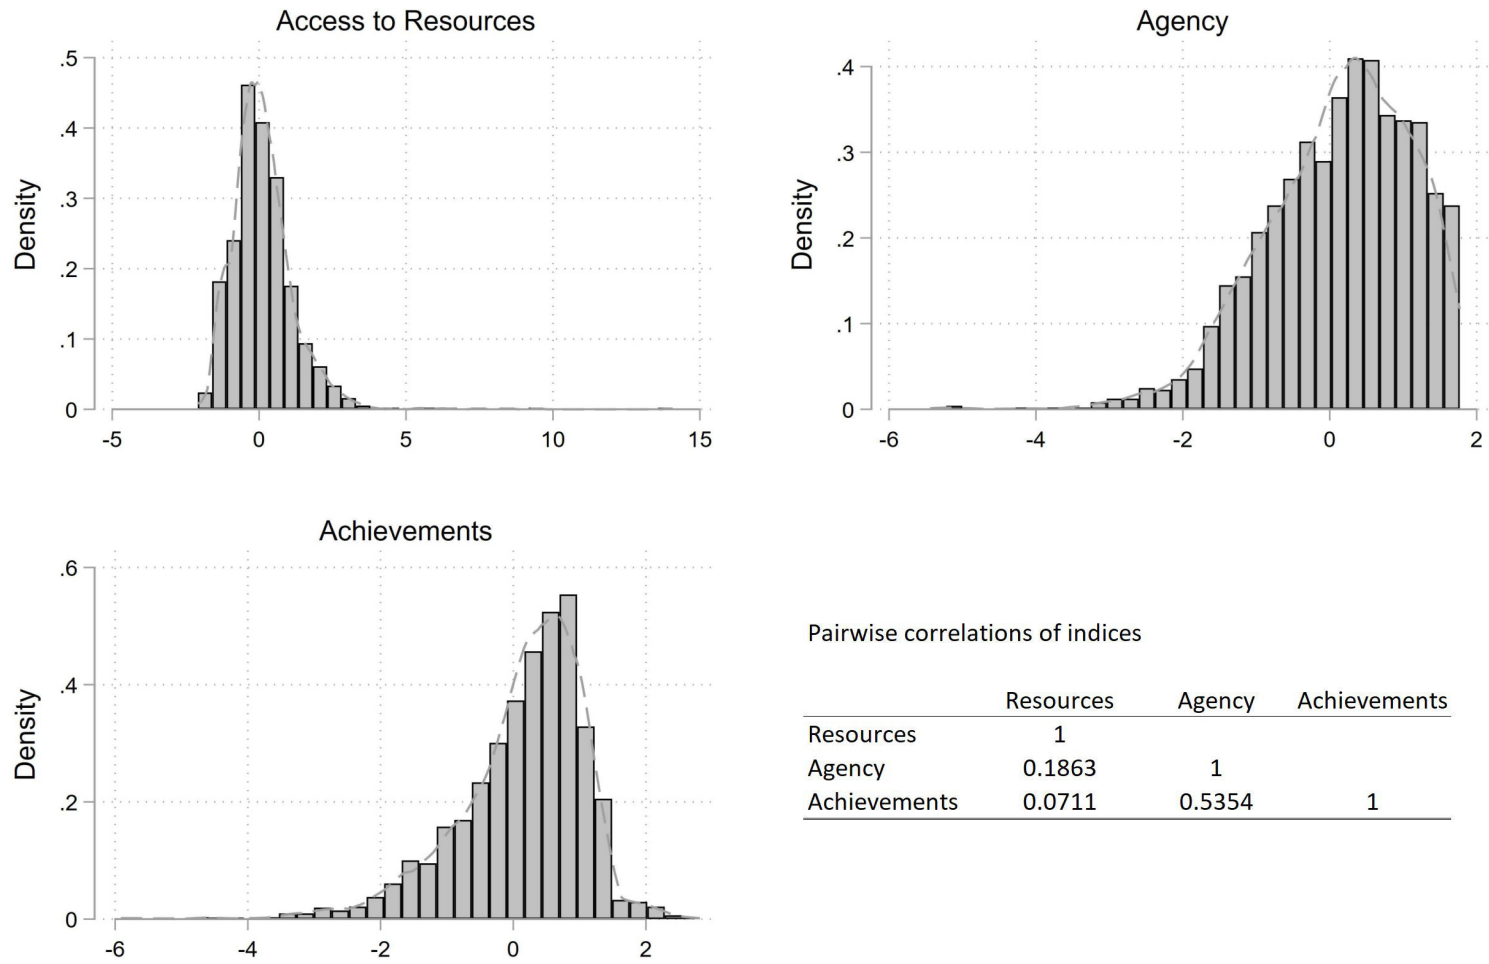 Access to Resources
Density
.5
.4
.3
.2
.1
0
-5 0 5 10 15
Agency
Density
.4
.3
.2
.1
0
-6 -4 -2 0 2
Achievements
Density
.6
.4
.2
0
-6 -4 -2 0 2
Pairwise correlations of indices
Resources Agency Achievements
Resources 1
Agency 0.1863 1
Achievements 0.0711 0.5354 1